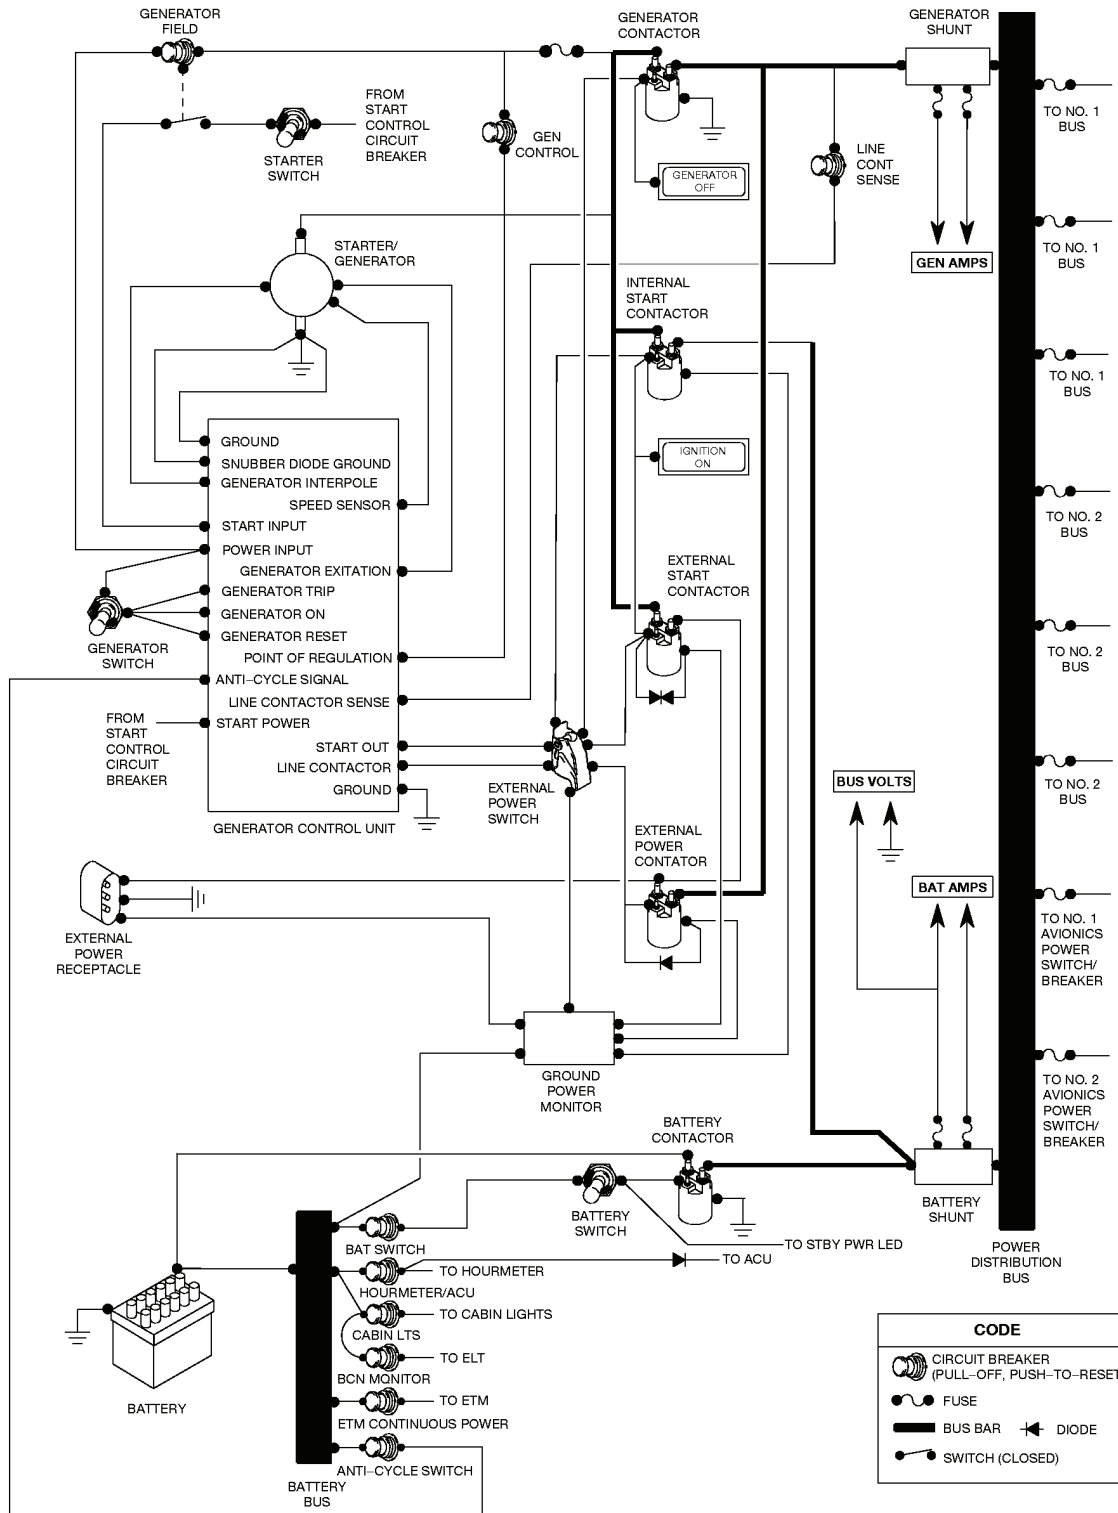 GENERATOR
FIELD
GENERATOR
CONTACTOR
GENERATOR
SHUNT
FROM
START
CONTROL
CIRCUIT
BREAKER
STARTER
SWITCH
GEN
CONTROL
GENERATOR
OFF
LINE
CONT
SENSE
TO NO. 1
BUS
TO NO. 1
BUS
GEN AMPS
STARTER/
GENERATOR
INTERNAL
START
CONTACTOR
TO NO. 1
BUS
GROUND
SNUBBER DIODE GROUND
GENERATOR INTERPOLE
SPEED SENSOR
START INPUT
POWER INPUT
GENERATOR EXITATION
GENERATOR TRIP
GENERATOR ON
GENERATOR RESET
POINT OF REGULATION
ANTI-CYCLE SIGNAL
LINE CONTACTOR SENSE
START POWER
START OUT
LINE CONTACTOR
GROUND
GENERATOR CONTROL UNIT
GENERATOR
SWITCH
FROM
START
CONTROL
CIRCUIT
BREAKER
IGNITION
ON
TO NO. 2
BUS
EXTERNAL
START
CONTACTOR
TO NO. 2
BUS
EXTERNAL
POWER
SWITCH
BUS VOLTS
TO NO. 2
BUS
EXTERNAL
POWER
CONTATOR
BAT AMPS
TO NO. 1
AVIONICS
POWER
SWITCH/
BREAKER
EXTERNAL
POWER
RECEPTACLE
GROUND
POWER
MONITOR
TO NO. 2
AVIONICS
POWER
SWITCH/
BREAKER
BATTERY
CONTACTOR
BATTERY
SWITCH
BATTERY
SHUNT
TO STBY PWR LED
TO ACU
POWER
DISTRIBUTION
BUS
BAT SWITCH
TO HOURMETER
HOURMETER/ACU
TO CABIN LIGHTS
CABIN LTS
TO ELT
BCN MONITOR
TO ETM
ETM CONTINUOUS POWER
ANTI-CYCLE SWITCH
BATTERY
BATTERY
BUS
CODE
CIRCUIT BREAKER
(PULL-OFF, PUSH-TO-RESET
FUSE
BUS BAR
DIODE
SWITCH (CLOSED)